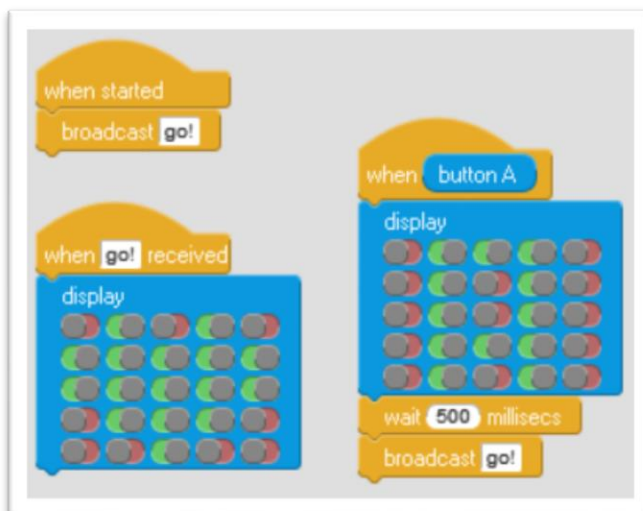 when started
broadcast go!
when go! received
display
when button A
display
wait 500 millisecs
broadcast go!